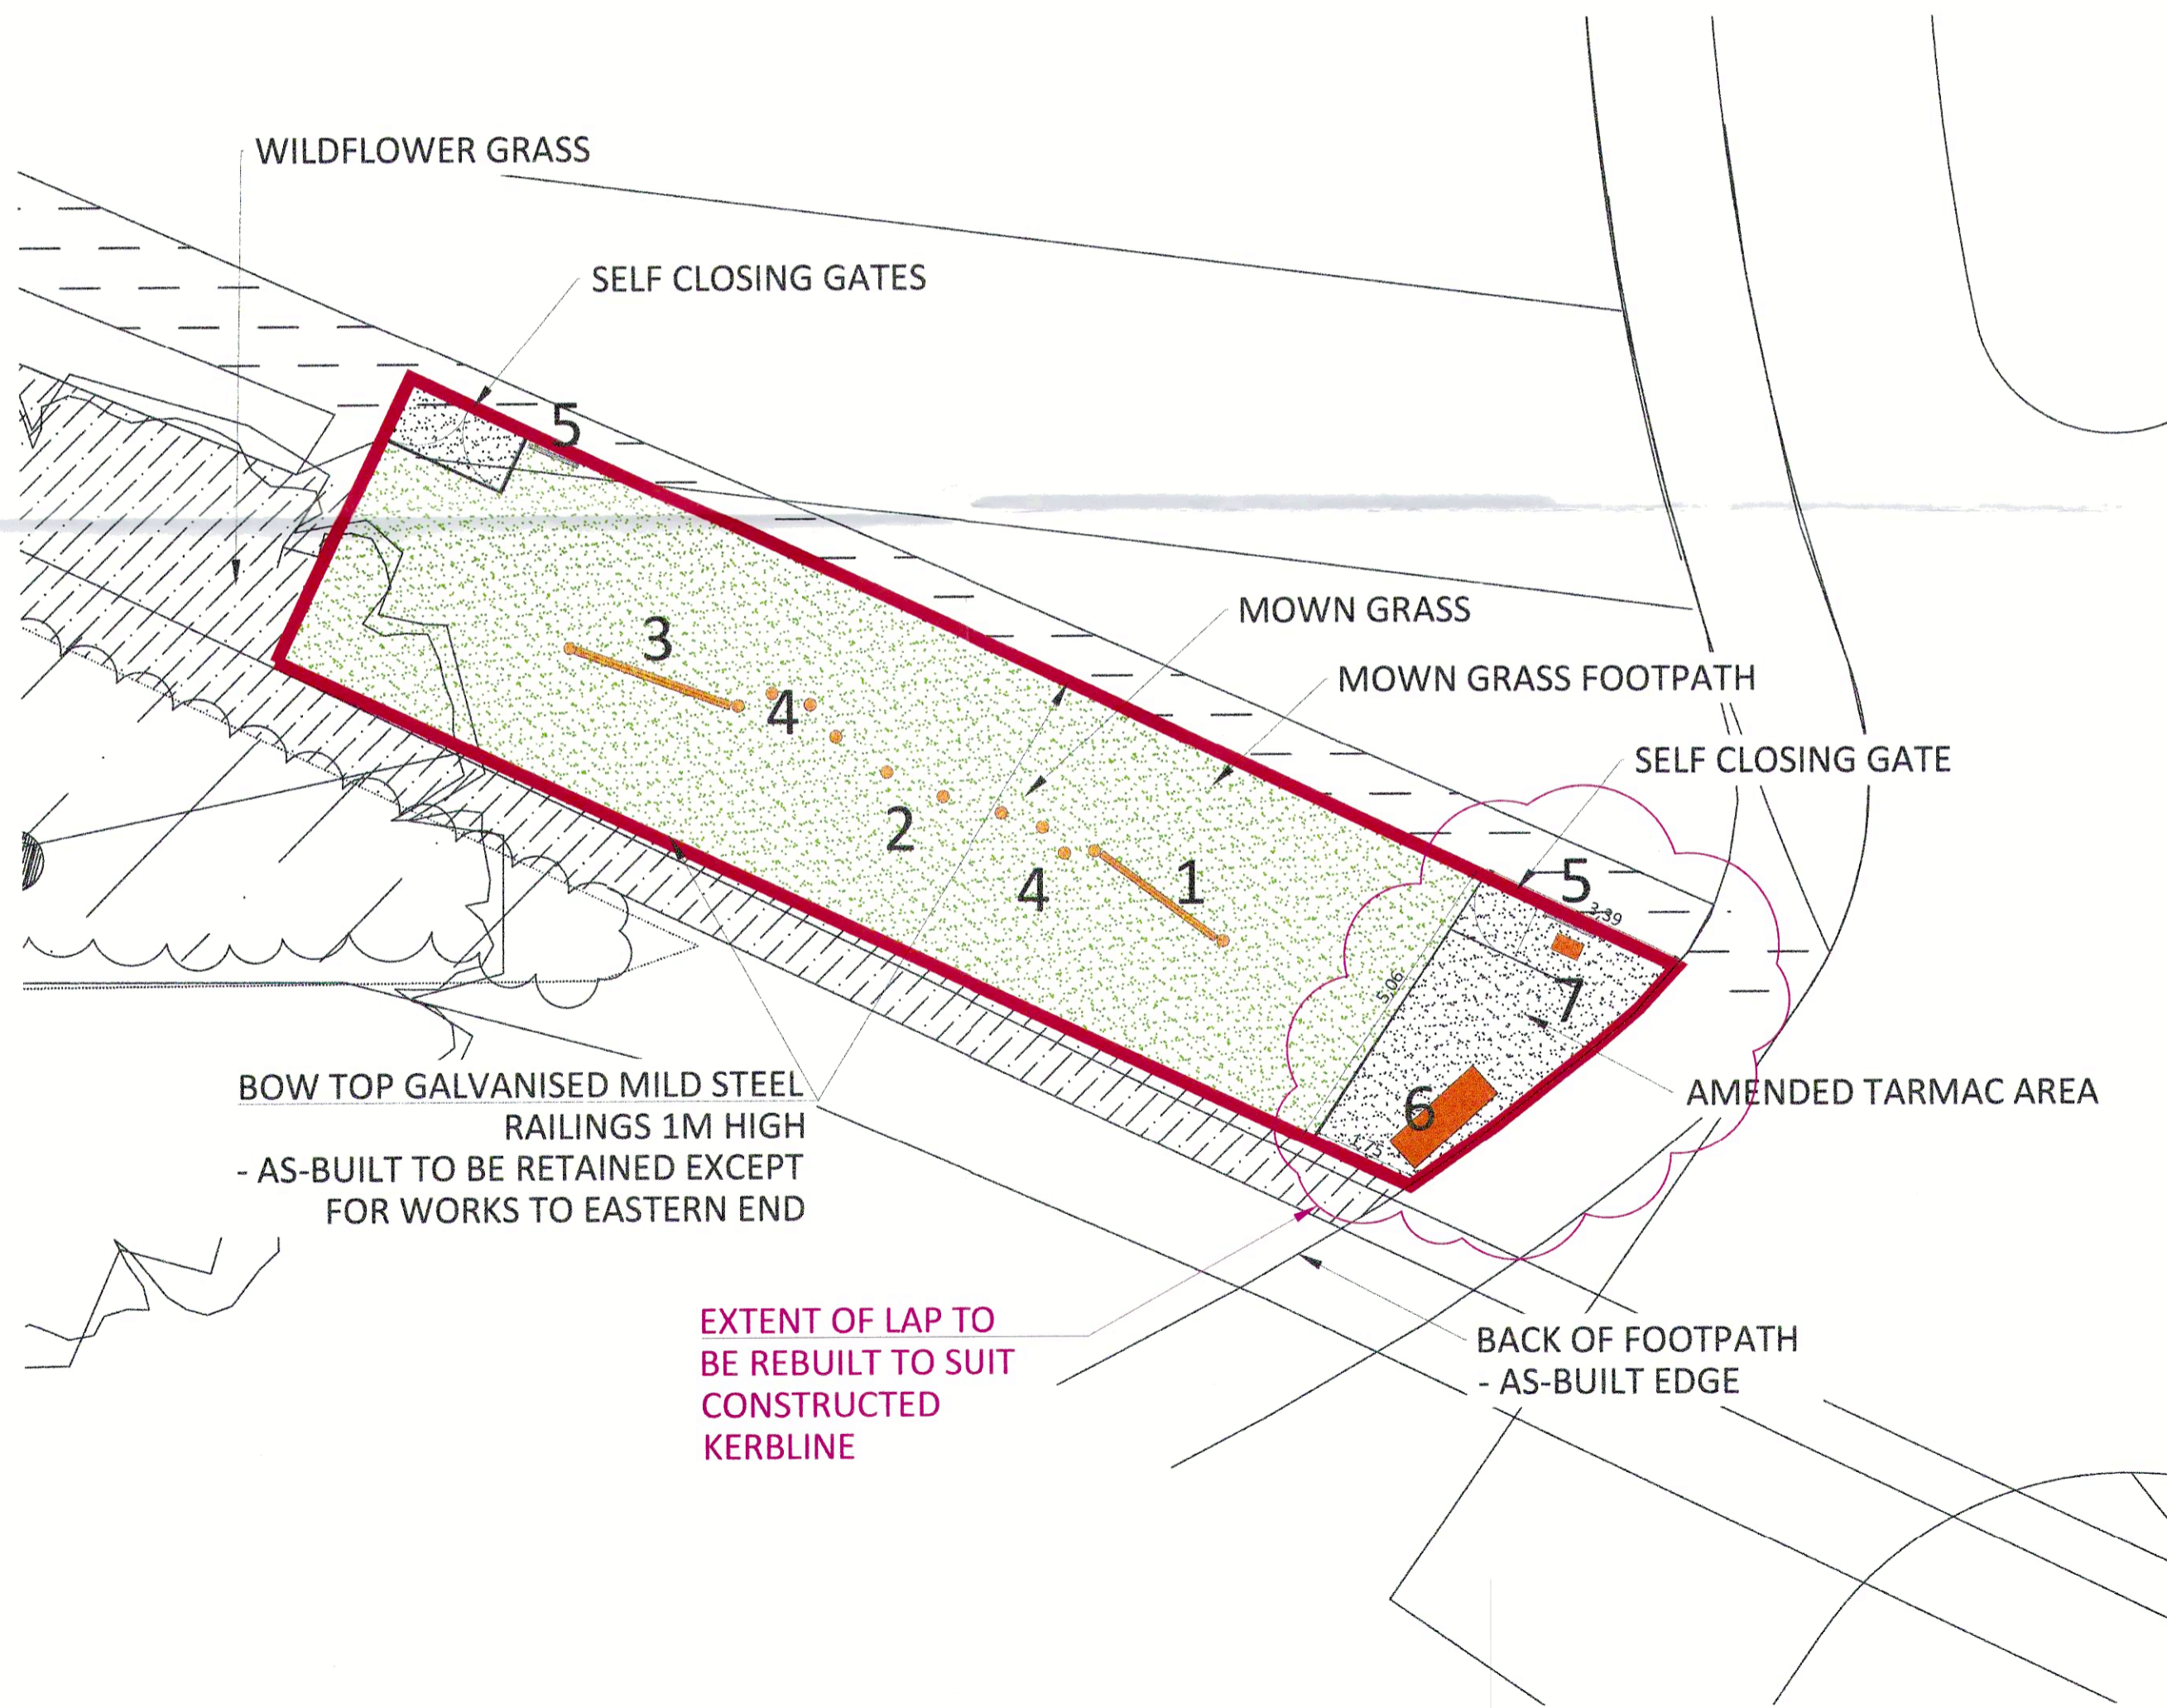 WILDFLOWER GRASS
SELF CLOSING GATES
5
MOWN GRASS
3
MOWN GRASS FOOTPATH
4
SELF CLOSING GATE
2
4
1
5
3,39
5,06
7
6
1,75
AMENDED TARMAC AREA
BOW TOP GALVANISED MILD STEEL
RAILINGS 1M HIGH
- AS-BUILT TO BE RETAINED EXCEPT
FOR WORKS TO EASTERN END
EXTENT OF LAP TO
BE REBUILT TO SUIT
CONSTRUCTED
KERBLINE
BACK OF FOOTPATH
- AS-BUILT EDGE